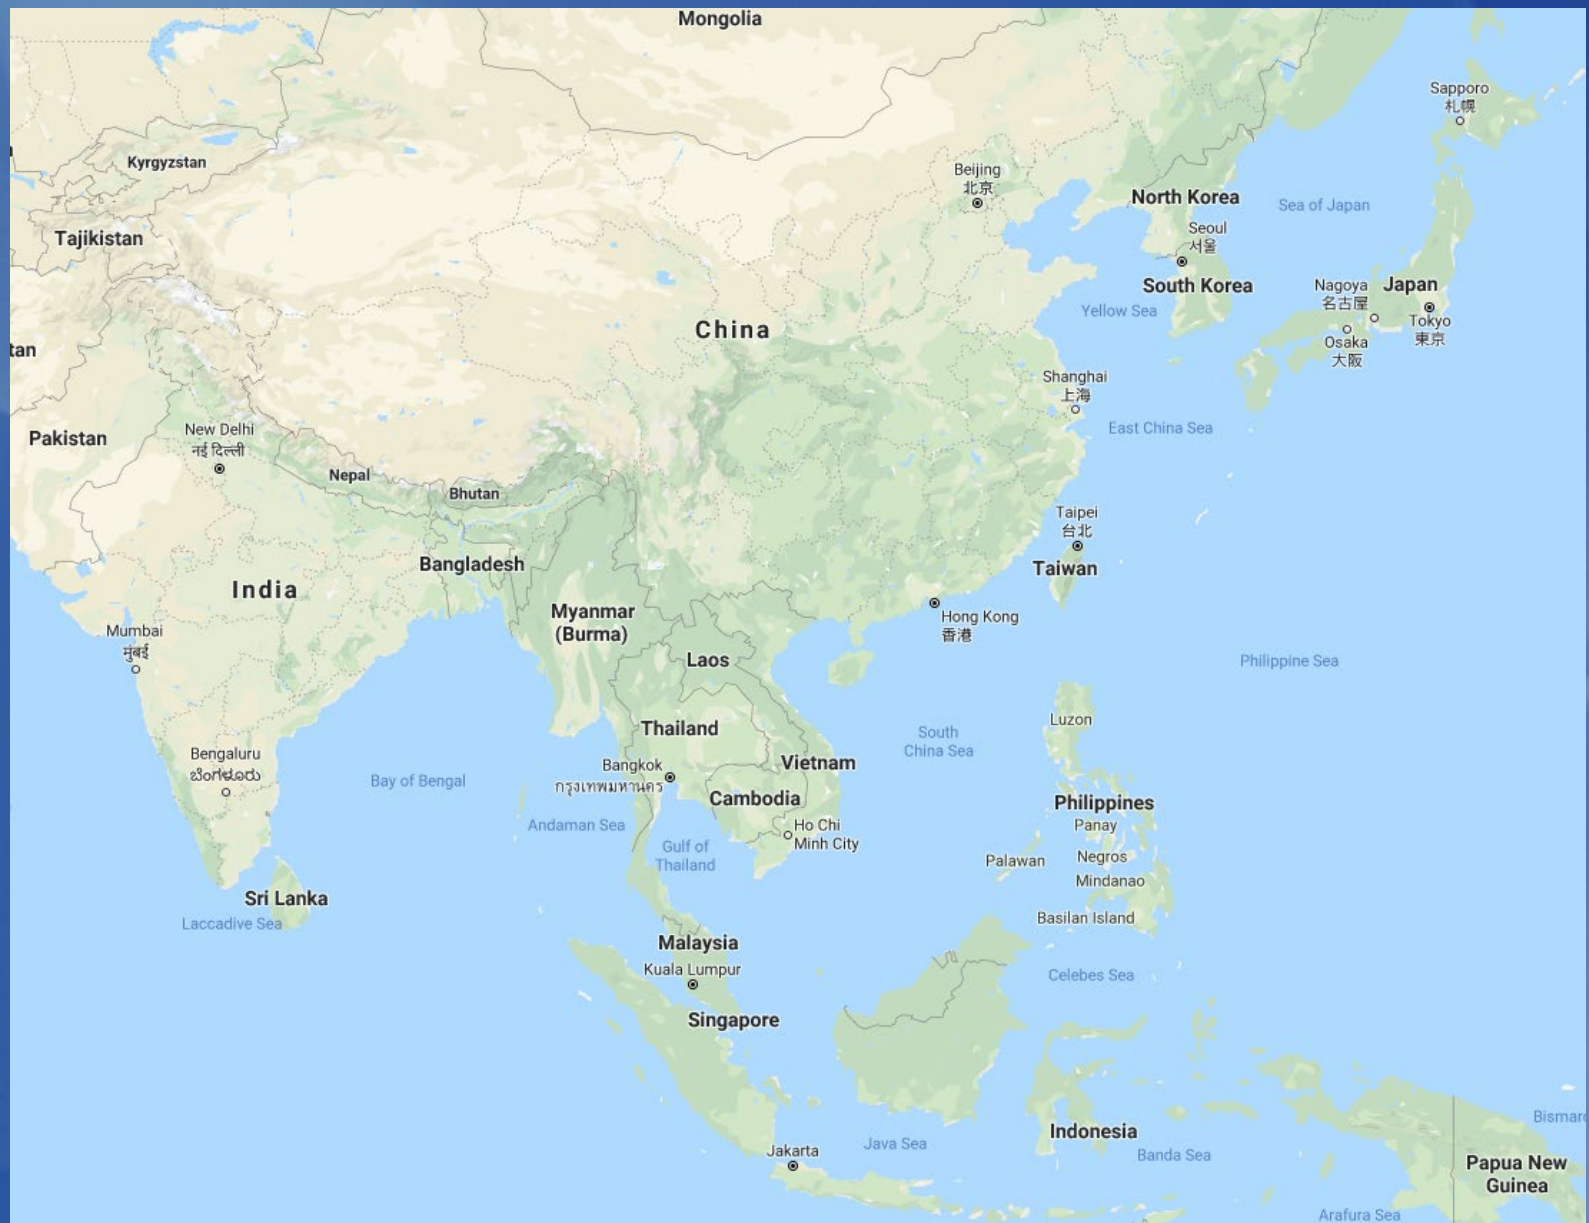 Mongolia
Sapporo
札幌
Kyrgyzstan
Beijing
北京
North Korea
Sea of Japan
Seoul
서울
Tajikistan
South Korea
Nagoya
名古屋
Japan
Yellow Sea
Tokyo
東京
China
Osaka
大阪
tan
Shanghai
上海
East China Sea
Pakistan
New Delhi
नई दिल्ली
Nepal
Bhutan
Taipei
台北
Taiwan
Bangladesh
India
Myanmar
(Burma)
Hong Kong
香港
Mumbai
मुंबई
Laos
Philippine Sea
Luzon
Thailand
South
China Sea
Bengaluru
ಬೆಂಗಳೂರು
Bangkok
กรุงเทพมหานคร
Vietnam
Bay of Bengal
Cambodia
Philippines
Andaman Sea
Ho Chi
Minh City
Panay
Gulf of
Thailand
Palawan
Negros
Mindanao
Sri Lanka
Laccadive Sea
Basilan Island
Malaysia
Kuala Lumpur
Celebes Sea
Singapore
Bismar
Indonesia
Java Sea
Jakarta
Banda Sea
Papua New
Guinea
Arafura Sea